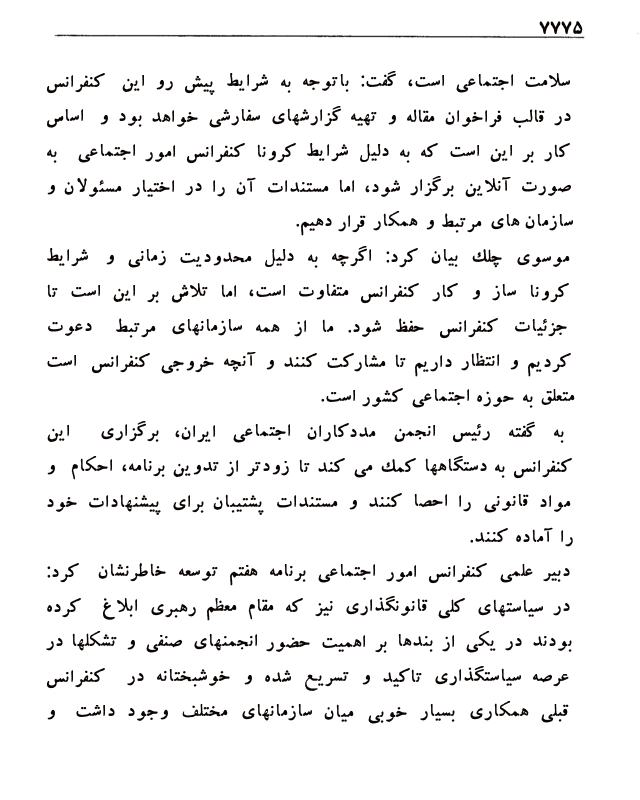 ۷۷۷۵
سلامت اجتماعی است، گفت: باتوجه به شرایط پیش رو این کنفرانس
در قالب فراخوان مقاله و تهیه گزارشهای سفارشی خواهد بود و اساس
کار بر این است که به دلیل شرایط کرونا کنفرانس امور اجتماعی به
صورت آنلاین برگزار شود، اما مستندات آن را در اختیار مسئولان و
سازمان های مرتبط و همکار قرار دهیم.
موسوی چلك بیان کرد: اگرچه به دلیل محدودیت زمانی و شرایط
کرونا ساز و کار کنفرانس متفاوت است، اما تلاش بر این است تا
جزئیات کنفرانس حفظ شود. ما از همه سازمانهای مرتبط دعوت
کردیم و انتظار داریم تا مشارکت کنند و آنچه خروجی کنفرانس است
متعلق به حوزه اجتماعی کشور است.
به گفته رئیس انجمن مددکاران اجتماعی ایران، برگزاری این
کنفرانس به دستگاهها کمك می کند تا زودتر از تدوین برنامه، احکام و
مواد قانونی را احصا کنند و مستندات پشتیبان برای پیشنهادات خود
را آماده کنند.
دبیر علمی کنفرانس امور اجتماعی برنامه هفتم توسعه خاطرنشان کرد:
در سیاستهای کلی قانونگذاری نیز که مقام معظم رهبری ابلاغ کرده
بودند در یکی از بندها بر اهمیت حضور انجمنهای صنفی و تشکلها در
عرصه سیاستگذاری تاکید و تسریع شده و خوشبختانه در کنفرانس
قبلی همکاری بسیار خوبی میان سازمانهای مختلف وجود داشت و